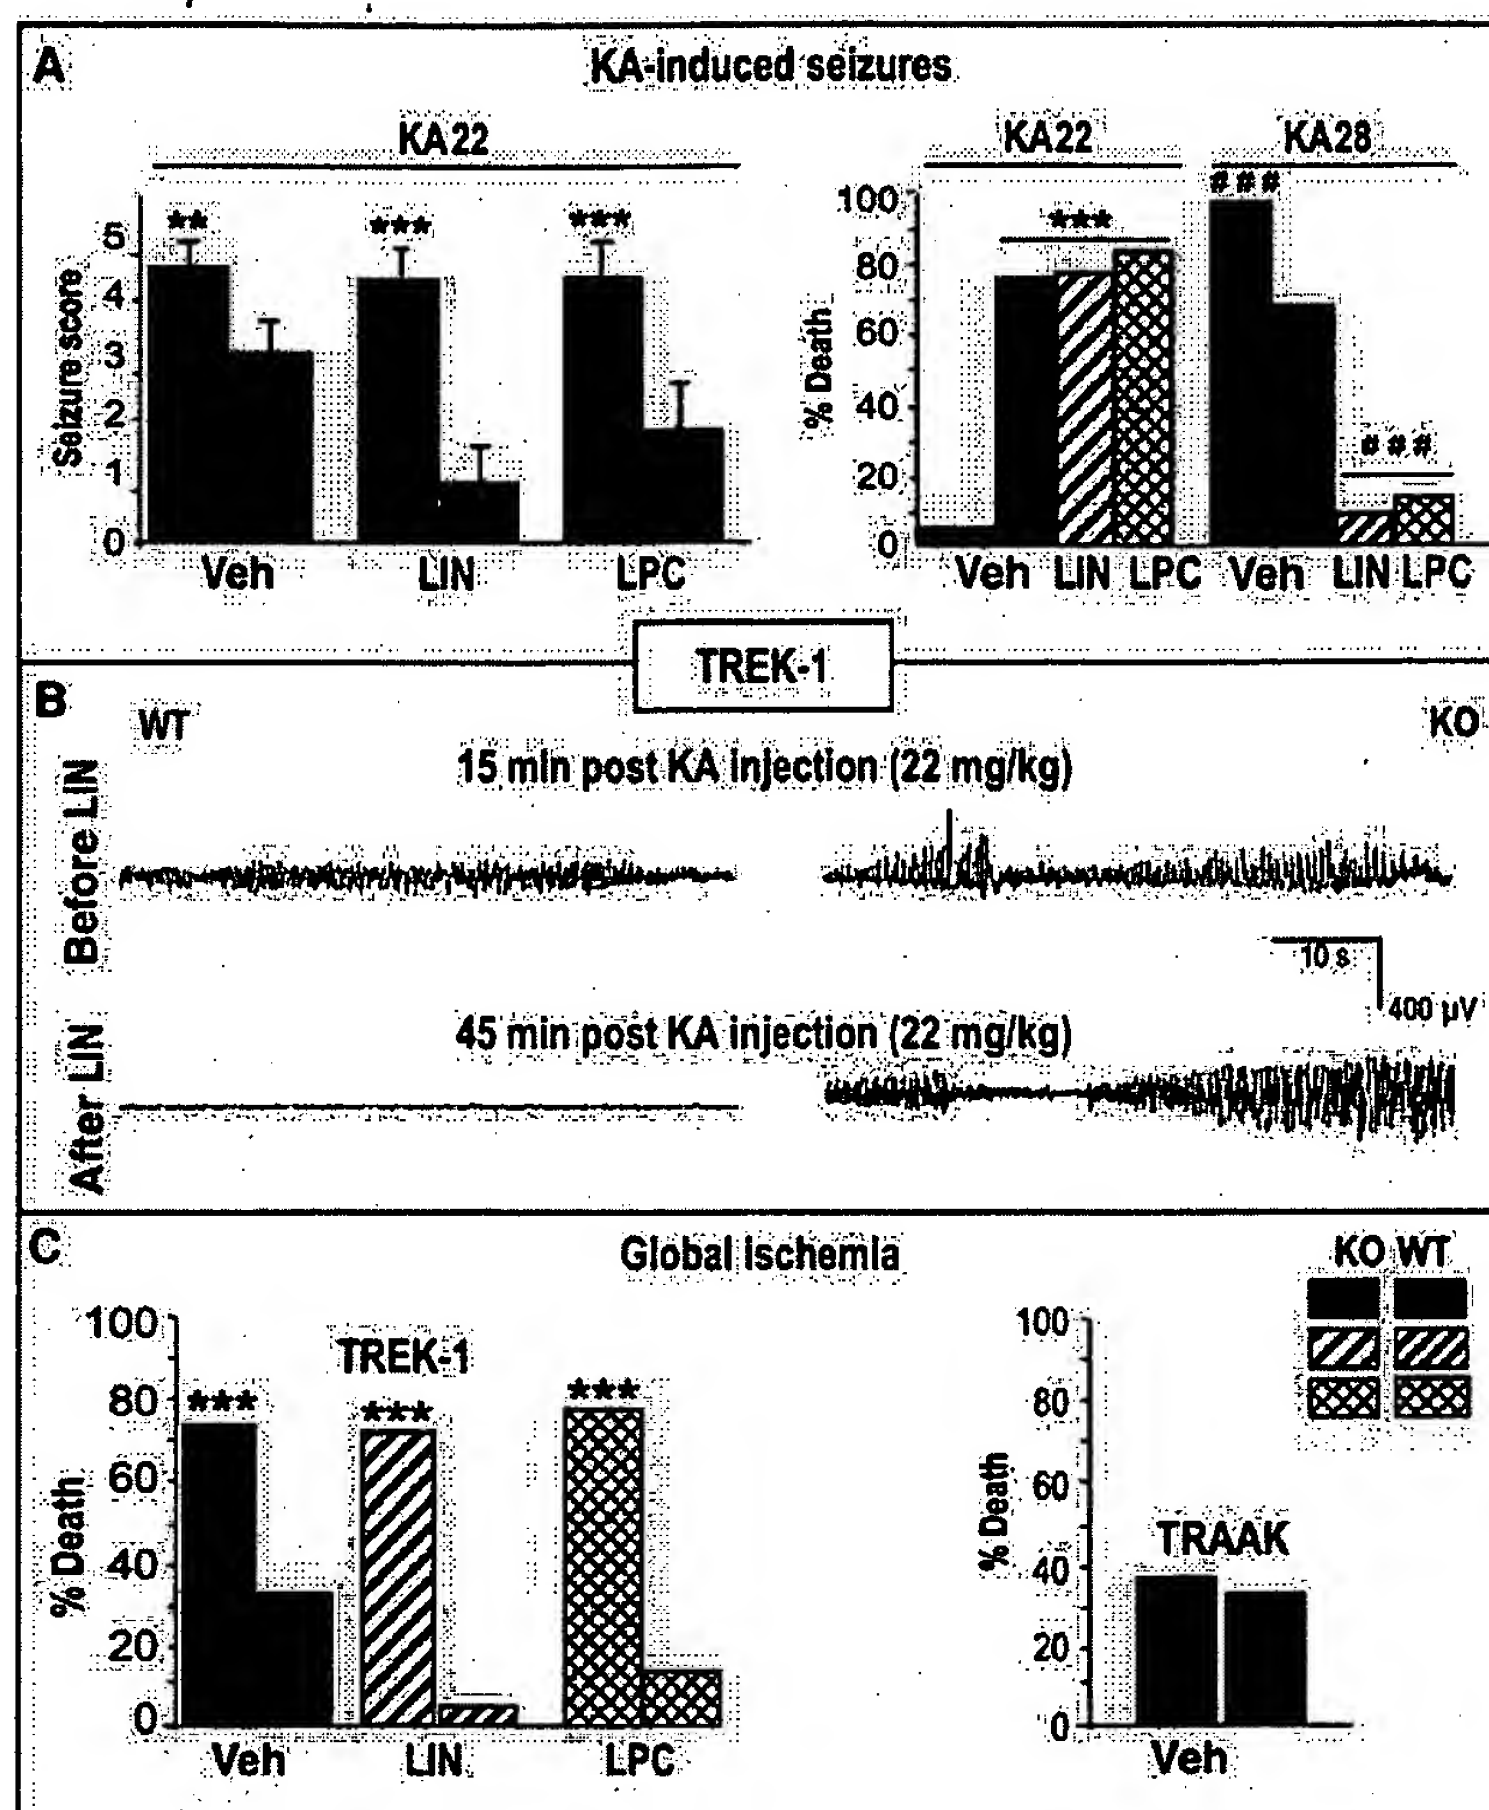 A
KA-induced seizures
KA22
KA22
KA28
Seizure score
5
4
3
2
1
0
**
***
***
Veh
LIN
LPC
% Death
100
80
60
40
20
0
***
###
###
Veh
LIN
LPC
Veh
LIN
LPC
TREK-1
B
WT
KO
15 min post KA injection (22 mg/kg)
Before LIN
10 s
400 µV
45 min post KA injection (22 mg/kg)
After LIN
C
Global ischemia
KO WT
% Death
100
80
60
40
20
0
TREK-1
***
***
***
Veh
LIN
LPC
% Death
100
80
60
40
20
0
TRAAK
Veh